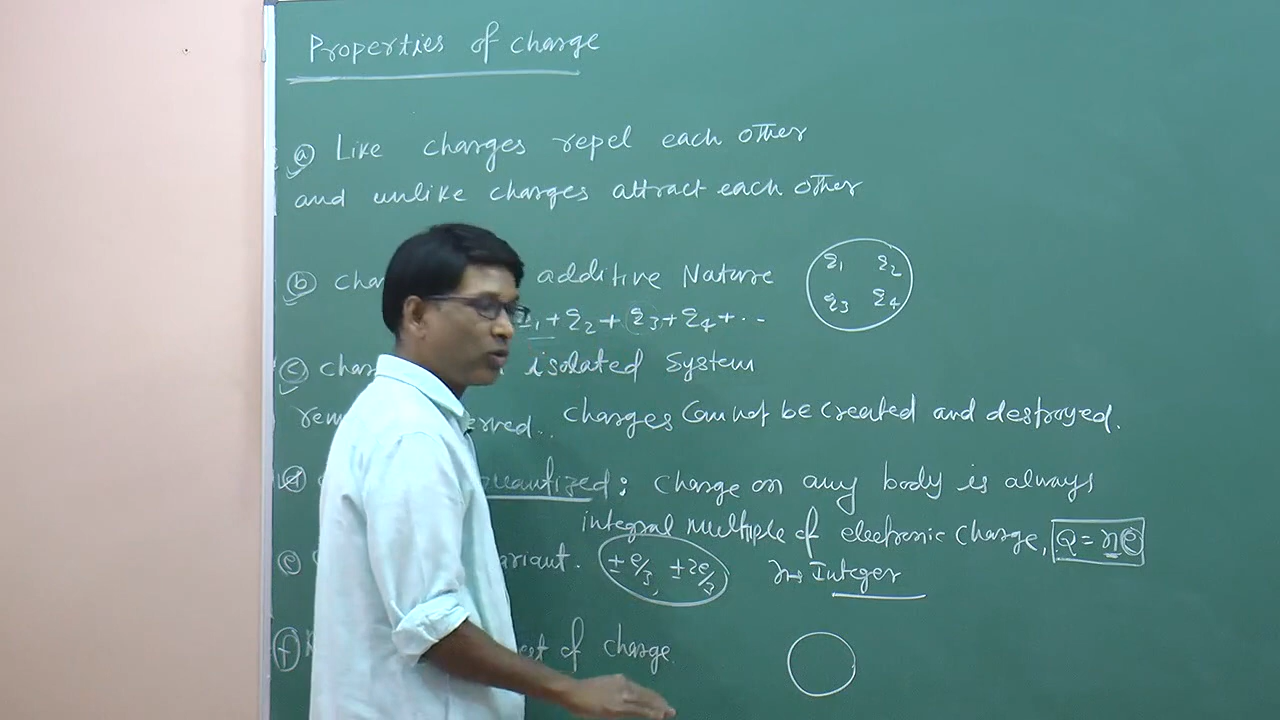 Properties of charge
(a) Like charges repel each other
and unlike charges attract each other
(b) additive Nature
q1 q2
q3 q4
+ q2 + q3 + q4 + ...
(c) isolated system
charges cannot be created and destroyed.
(d) quantized; charge on any body is always
integral multiple of electronic charge, Q = ne
(e) ±e/3, ±2e/3 n → Integer
(f) of charge.